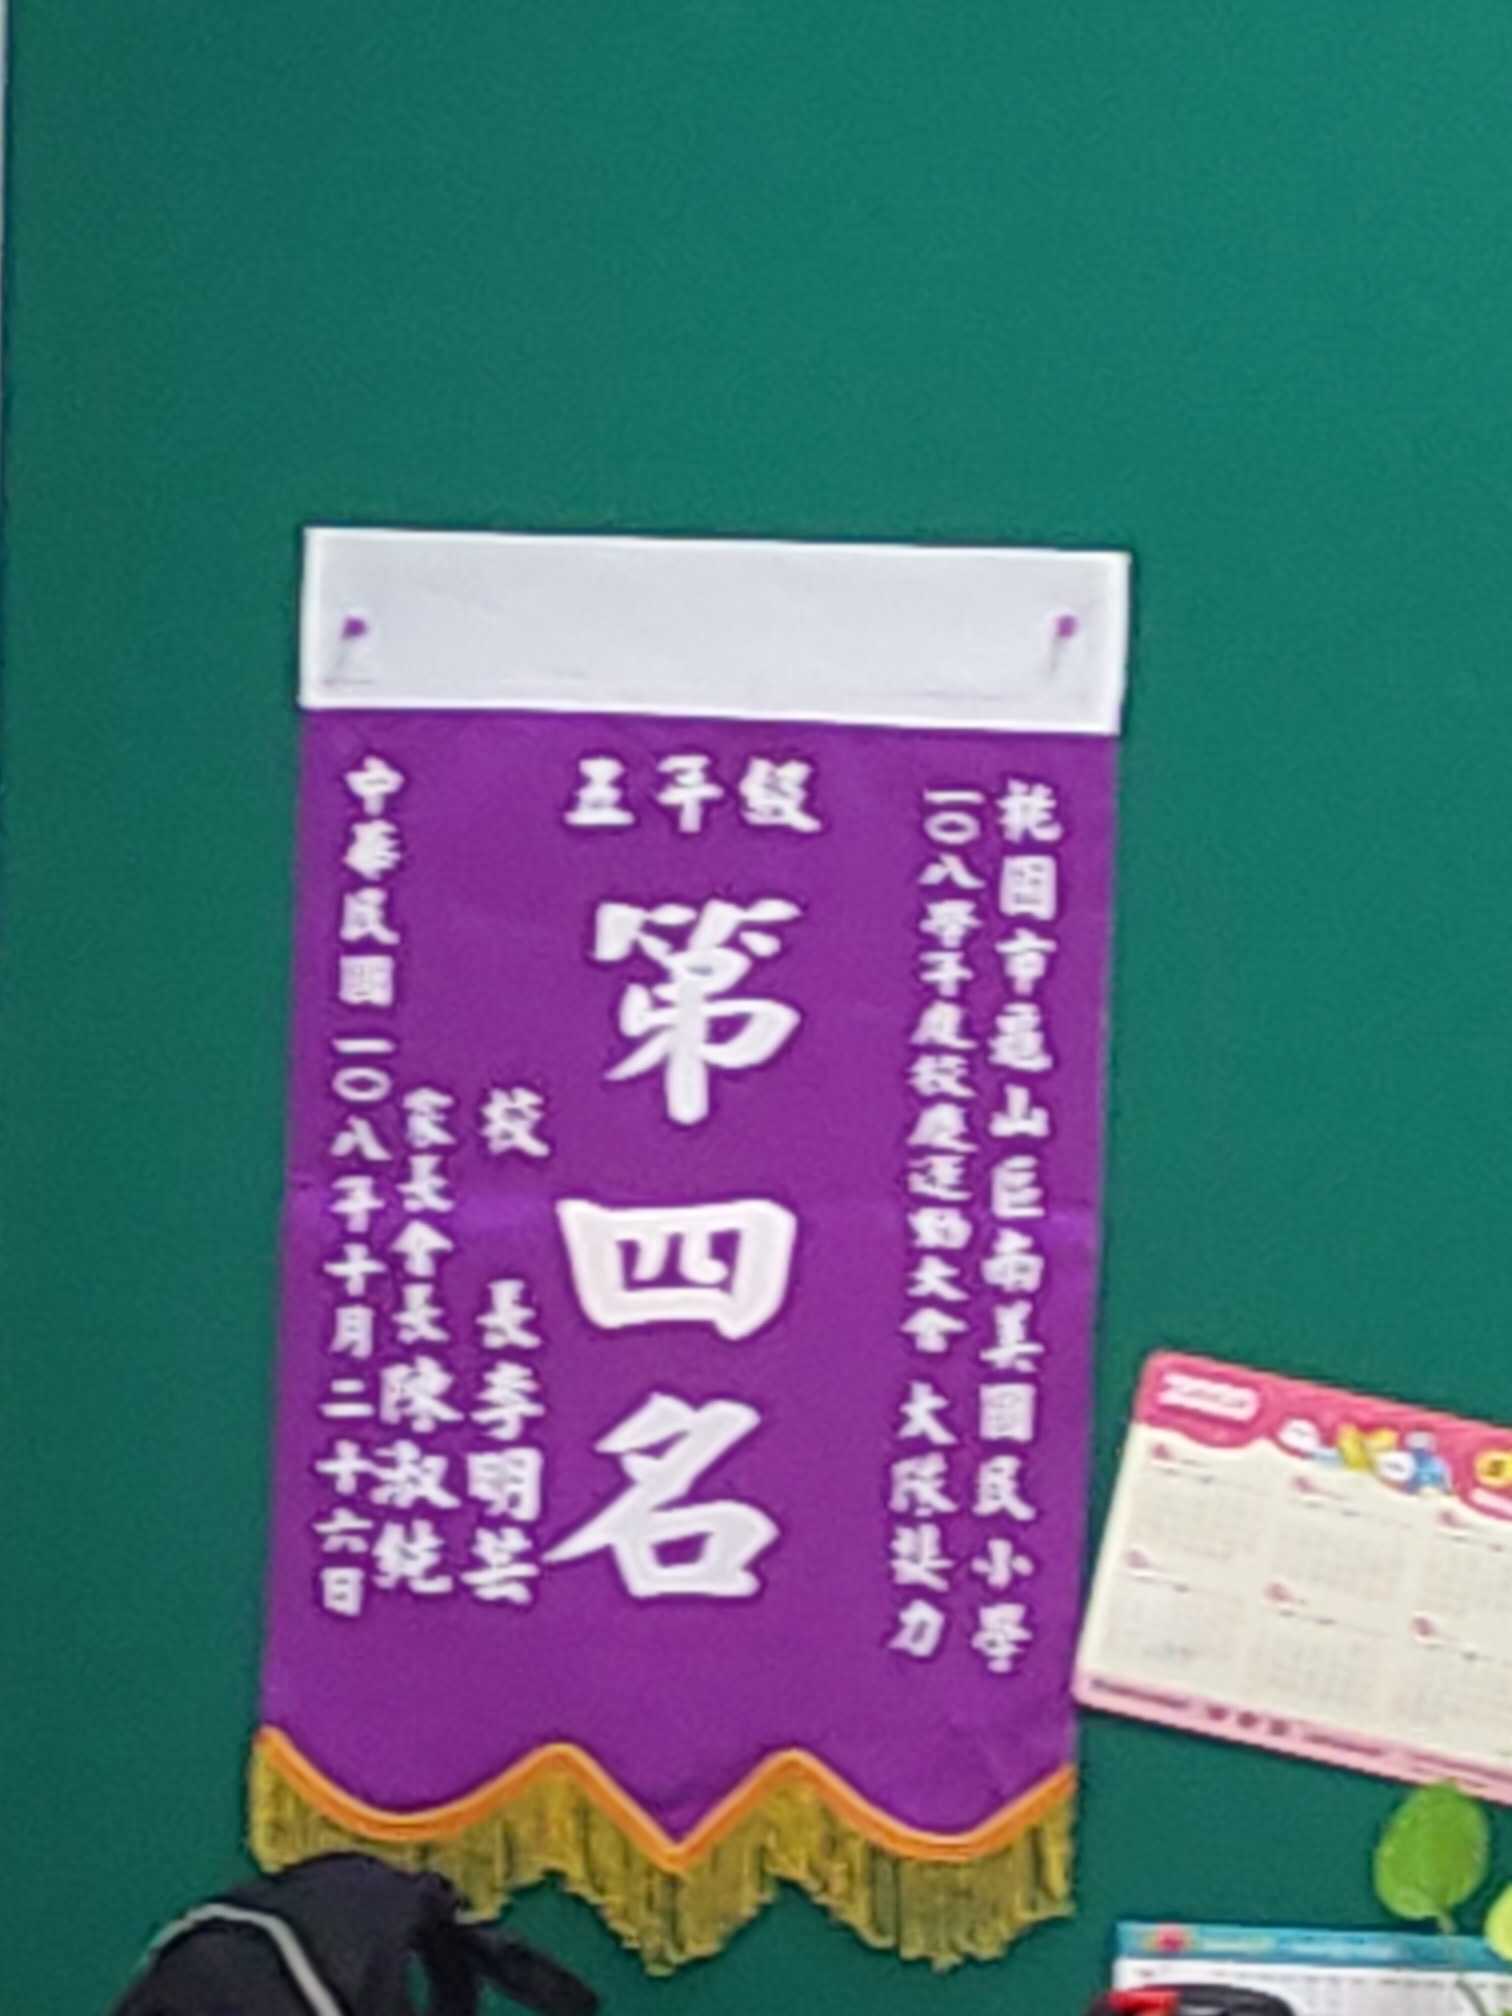 桃園市龜山區南美國民小學
一〇八學年度校慶運動大會 大隊接力
五年級
第四名
校 長 李明芸
家長會長 陳淑純
中華民國一〇八年十月二十六日